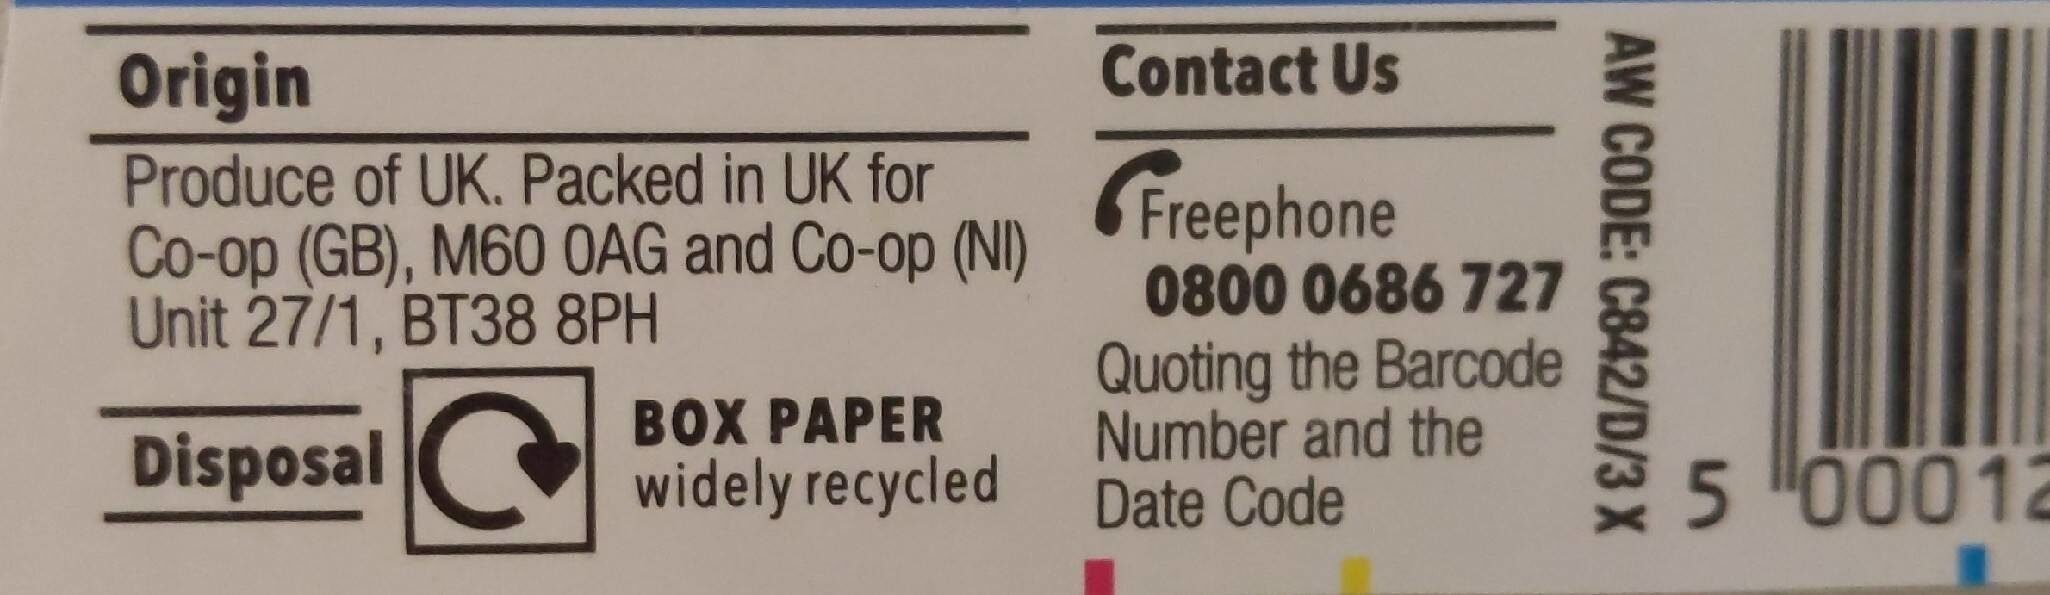 Origin
Produce of UK. Packed in UK for
Co-op (GB), M60 0AG and Co-op (NI)
Unit 27/1, BT38 8PH
Disposal
BOX PAPER
widely recycled
Contact Us
Freephone
0800 0686 727
Quoting the Barcode
Number and the
Date Code
AW CODE: C842/D/3 X
5 00012